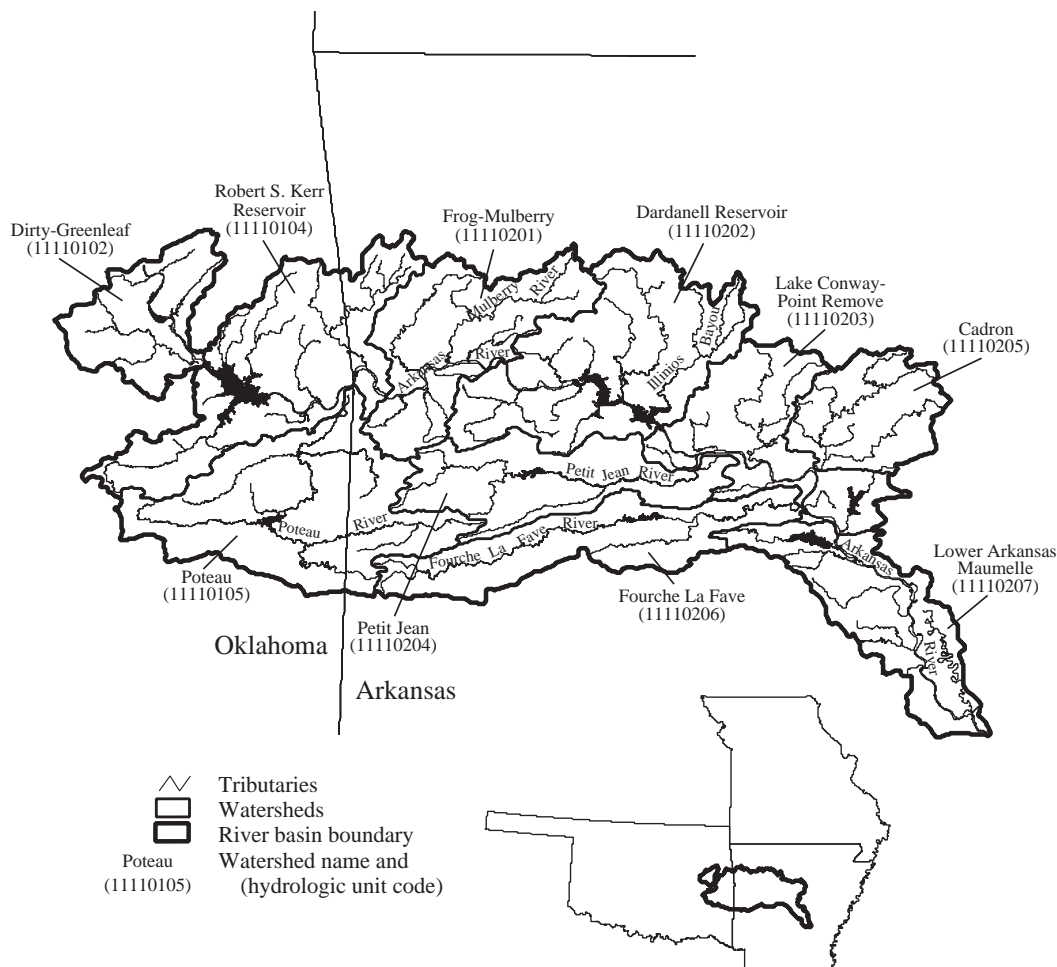 Robert S. Kerr
Reservoir
(11110104)
Dirty-Greenleaf
(11110102)
Frog-Mulberry
(11110201)
Dardanell Reservoir
(11110202)
Lake Conway-
Point Remove
(11110203)
Cadron
(11110205)
Mulberry River
Arkansas River
Illinios Bayou
Petit Jean River
Poteau River
Fourche La Fave River
Arkansas River
Poteau
(11110105)
Petit Jean
(11110204)
Fourche La Fave
(11110206)
Lower Arkansas
Maumelle
(11110207)
Oklahoma
Arkansas
Tributaries
Watersheds
River basin boundary
Poteau
(11110105)
Watershed name and
(hydrologic unit code)